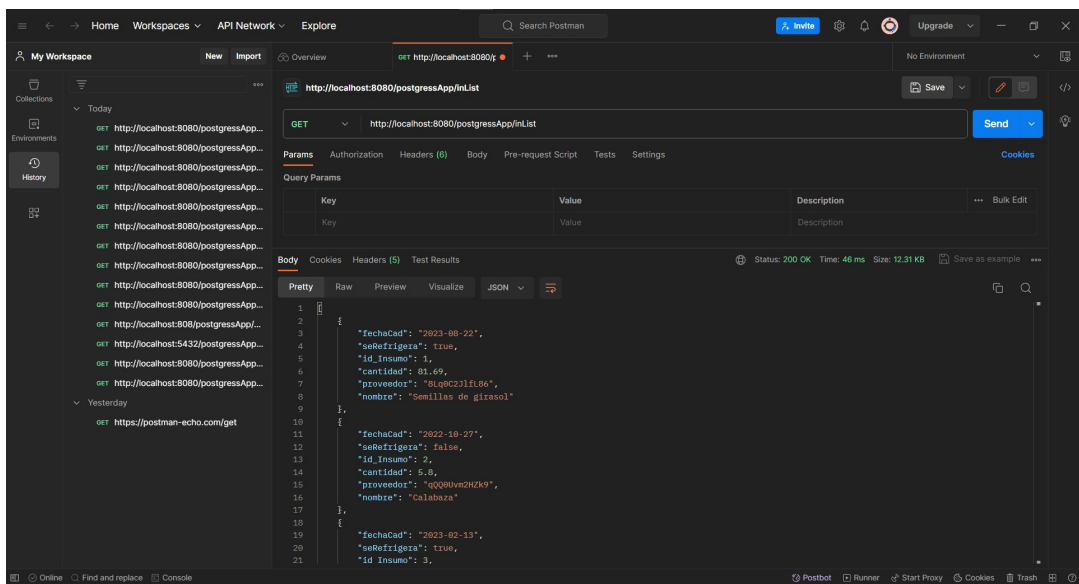 Home Workspaces API Network Explore Search Postman Invite Upgrade
My Workspace New Import Overview GET http://localhost:8080/p No Environment
Collections
Environments
History
Today
GET http://localhost:8080/postgressApp...
GET http://localhost:8080/postgressApp...
GET http://localhost:8080/postgressApp...
GET http://localhost:8080/postgressApp...
GET http://localhost:8080/postgressApp...
GET http://localhost:8080/postgressApp...
GET http://localhost:8080/postgressApp...
GET http://localhost:8080/postgressApp...
GET http://localhost:8080/postgressApp...
GET http://localhost:8080/postgressApp...
GET http://localhost:808/postgressApp/...
GET http://localhost:5432/postgressApp...
GET http://localhost:8080/postgressApp...
GET http://localhost:8080/postgressApp...
Yesterday
GET https://postman-echo.com/get
HTTP http://localhost:8080/postgressApp/inList Save
GET http://localhost:8080/postgressApp/inList Send
Params Authorization Headers (6) Body Pre-request Script Tests Settings Cookies
Query Params
Key Value Description Bulk Edit
Key Value Description
Body Cookies Headers (5) Test Results Status: 200 OK Time: 46 ms Size: 12.31 KB Save as example
Pretty Raw Preview Visualize JSON
1 [
2 {
3 "fechaCad": "2023-08-22",
4 "seRefrigera": true,
5 "id_Insumo": 1,
6 "cantidad": 81.69,
7 "proveedor": "8Lq0C2JlfL86",
8 "nombre": "Semillas de girasol"
9 },
10 {
11 "fechaCad": "2022-10-27",
12 "seRefrigera": false,
13 "id_Insumo": 2,
14 "cantidad": 5.8,
15 "proveedor": "qQQ0Uvm2HZk9",
16 "nombre": "Calabaza"
17 },
18 {
19 "fechaCad": "2023-02-13",
20 "seRefrigera": true,
21 "id_Insumo": 3,
Online Find and replace Console Postbot Runner Start Proxy Cookies Trash